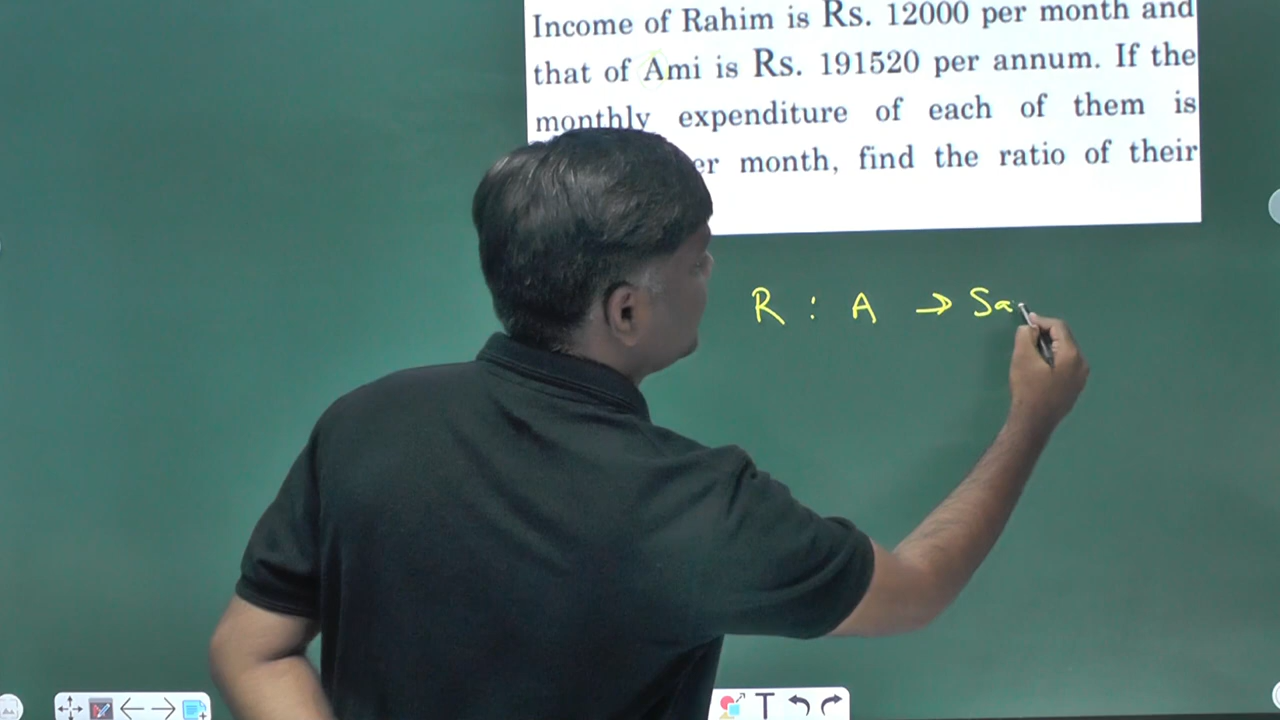 Income of Rahim is Rs. 12000 per month and
that of Ami is Rs. 191520 per annum. If the
monthly expenditure of each of them is
month, find the ratio of their
R : A → Sa
T